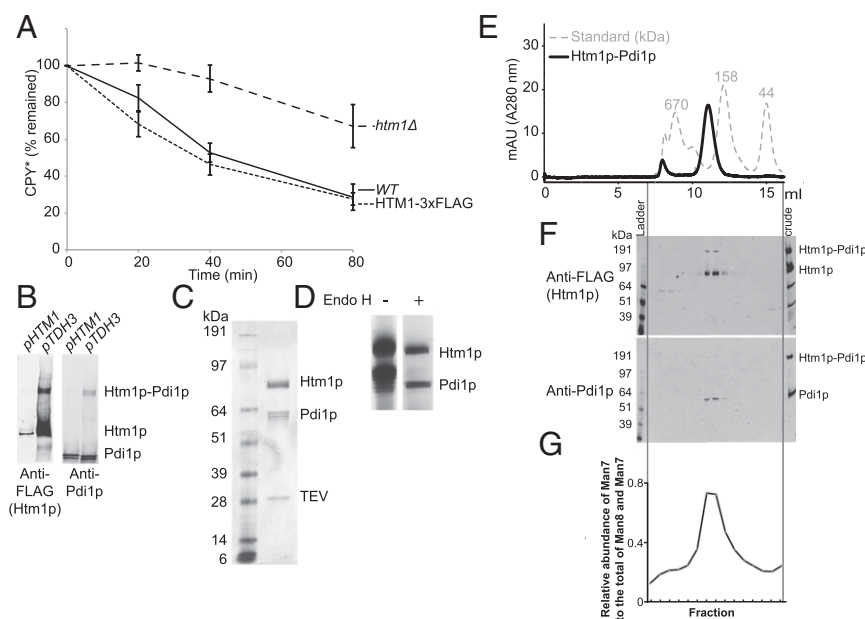 A
CPY* (% remained)
120
100
80
60
40
20
0
0 20 40 60 80
Time (min)
htm1Δ
WT
HTM1-3xFLAG
B
pHTM1
pTDH3
pHTM1
pTDH3
Htm1p-Pdi1p
Htm1p
Pdi1p
Anti-
FLAG
(Htm1p)
Anti-
Pdi1p
C
kDa
191
97
64
51
39
28
14
6
Htm1p
Pdi1p
TEV
D
Endo H - +
Htm1p
Pdi1p
E
mAU (A280 nm)
30
20
10
0
Standard (kDa)
Htm1p-Pdi1p
670
158
44
0 5 10 15 ml
F
Ladder
crude
kDa
191
97
64
51
39
Anti-FLAG
(Htm1p)
Htm1p-Pdi1p
Htm1p
191
97
64
51
39
Anti-Pdi1p
Htm1p-Pdi1p
Pdi1p
G
Relative abundance of Man7
to the total of Man8 and Man7
0.8
0.4
0
Fraction